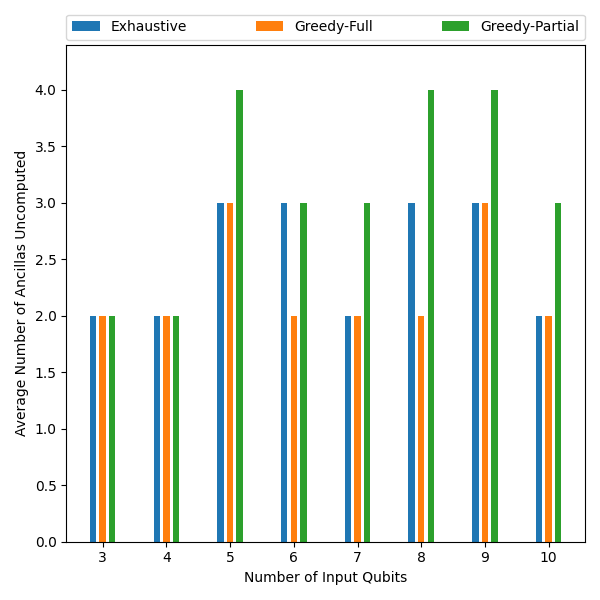 Exhaustive Greedy-Full Greedy-Partial
4.0
3.5
3.0
2.5
2.0
1.5
1.0
0.5
0.0
Average Number of Ancillas Uncomputed
3 4 5 6 7 8 9 10
Number of Input Qubits